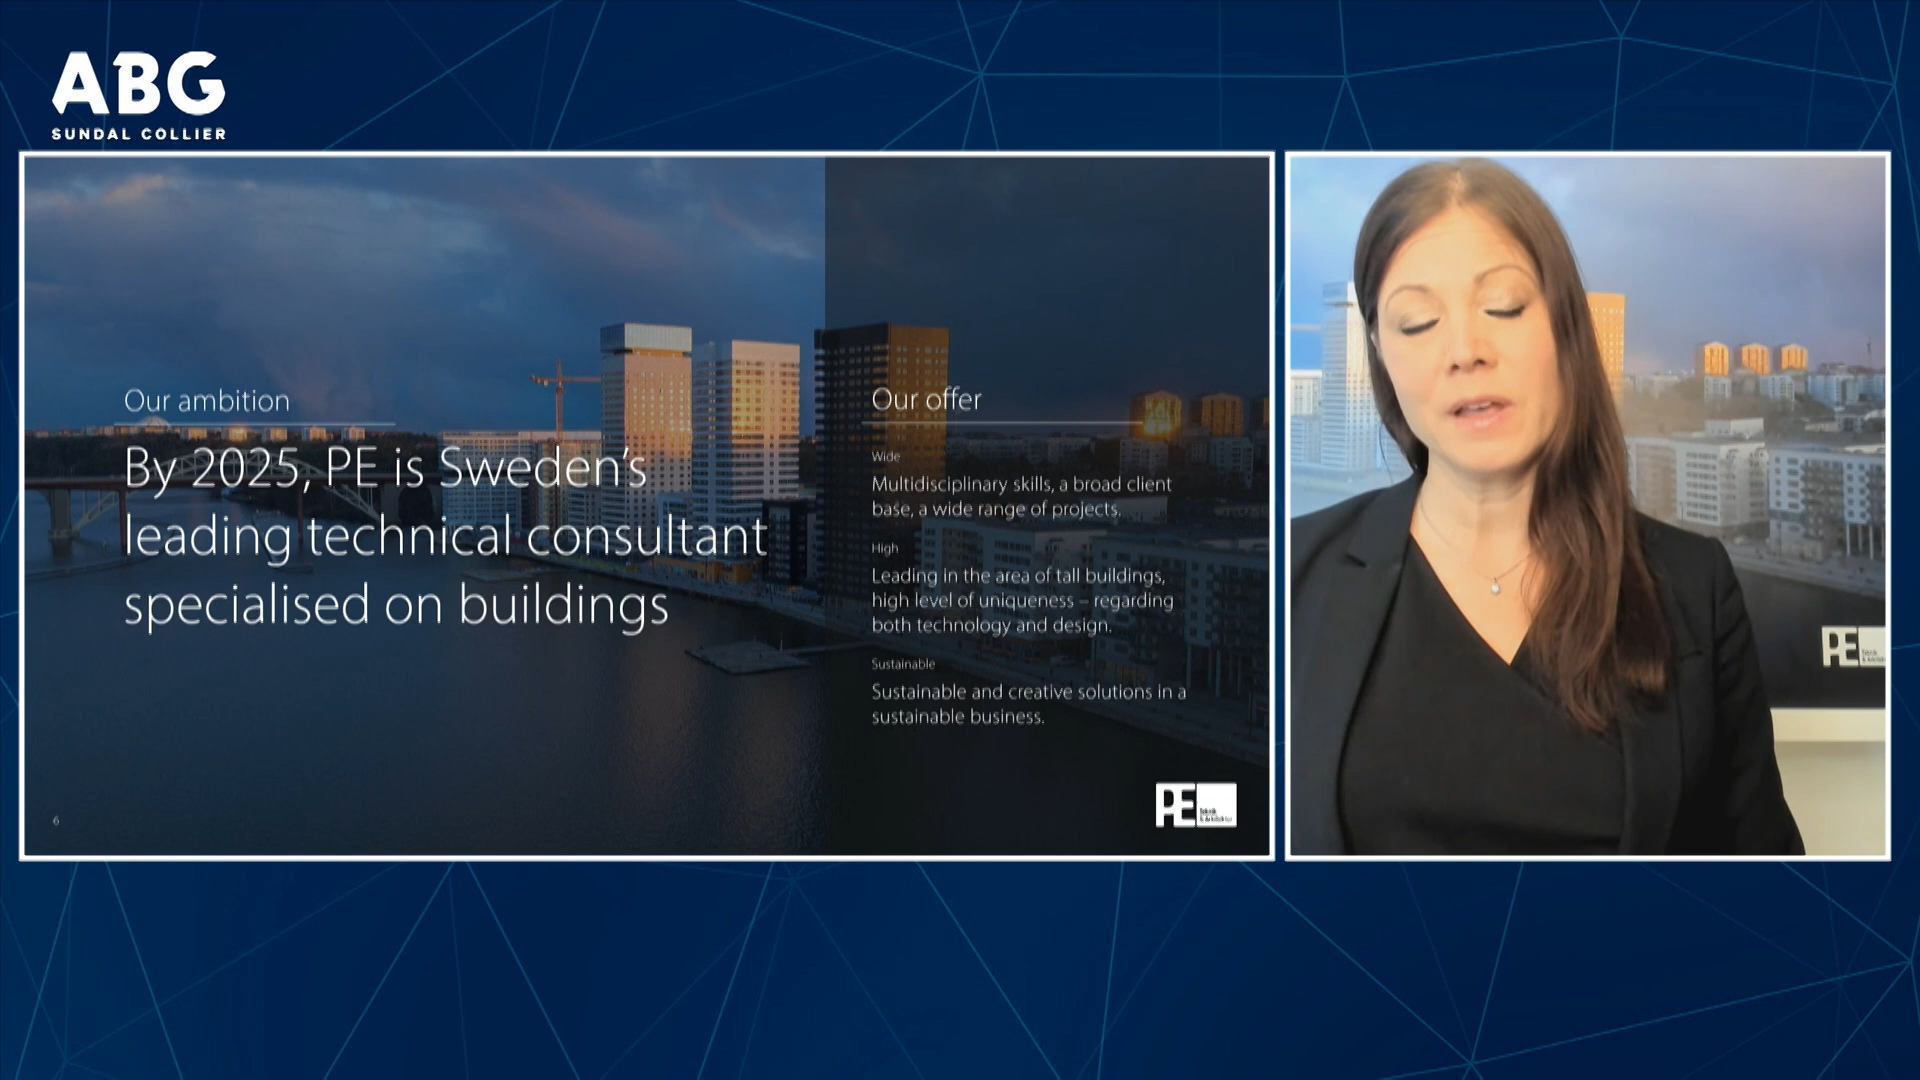 ABG
SUNDAL COLLIER
Our ambition
By 2025, PE is Sweden's
leading technical consultant
specialised on buildings
Our offer
Wide
Multidisciplinary skills, a broad client
base, a wide range of projects.
High
Leading in the area of tall buildings,
high level of uniqueness – regarding
both technology and design.
Sustainable
Sustainable and creative solutions in a
sustainable business.
6
PE
PE